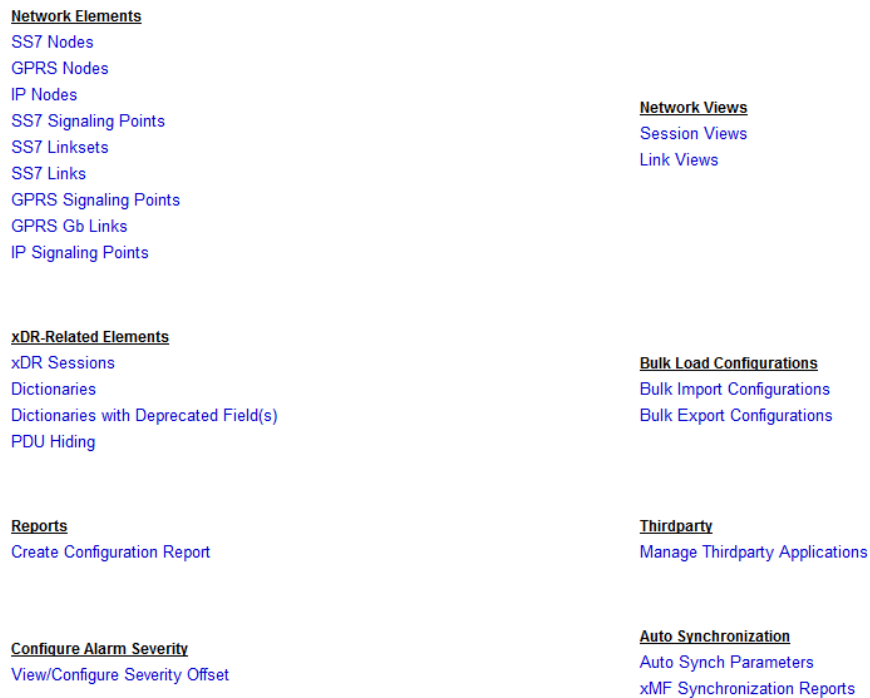 Network Elements
SS7 Nodes
GPRS Nodes
IP Nodes
SS7 Signaling Points
SS7 Linksets
SS7 Links
GPRS Signaling Points
GPRS Gb Links
IP Signaling Points
Network Views
Session Views
Link Views
xDR-Related Elements
xDR Sessions
Dictionaries
Dictionaries with Deprecated Field(s)
PDU Hiding
Bulk Load Configurations
Bulk Import Configurations
Bulk Export Configurations
Reports
Create Configuration Report
Thirdparty
Manage Thirdparty Applications
Configure Alarm Severity
View/Configure Severity Offset
Auto Synchronization
Auto Synch Parameters
xMF Synchronization Reports